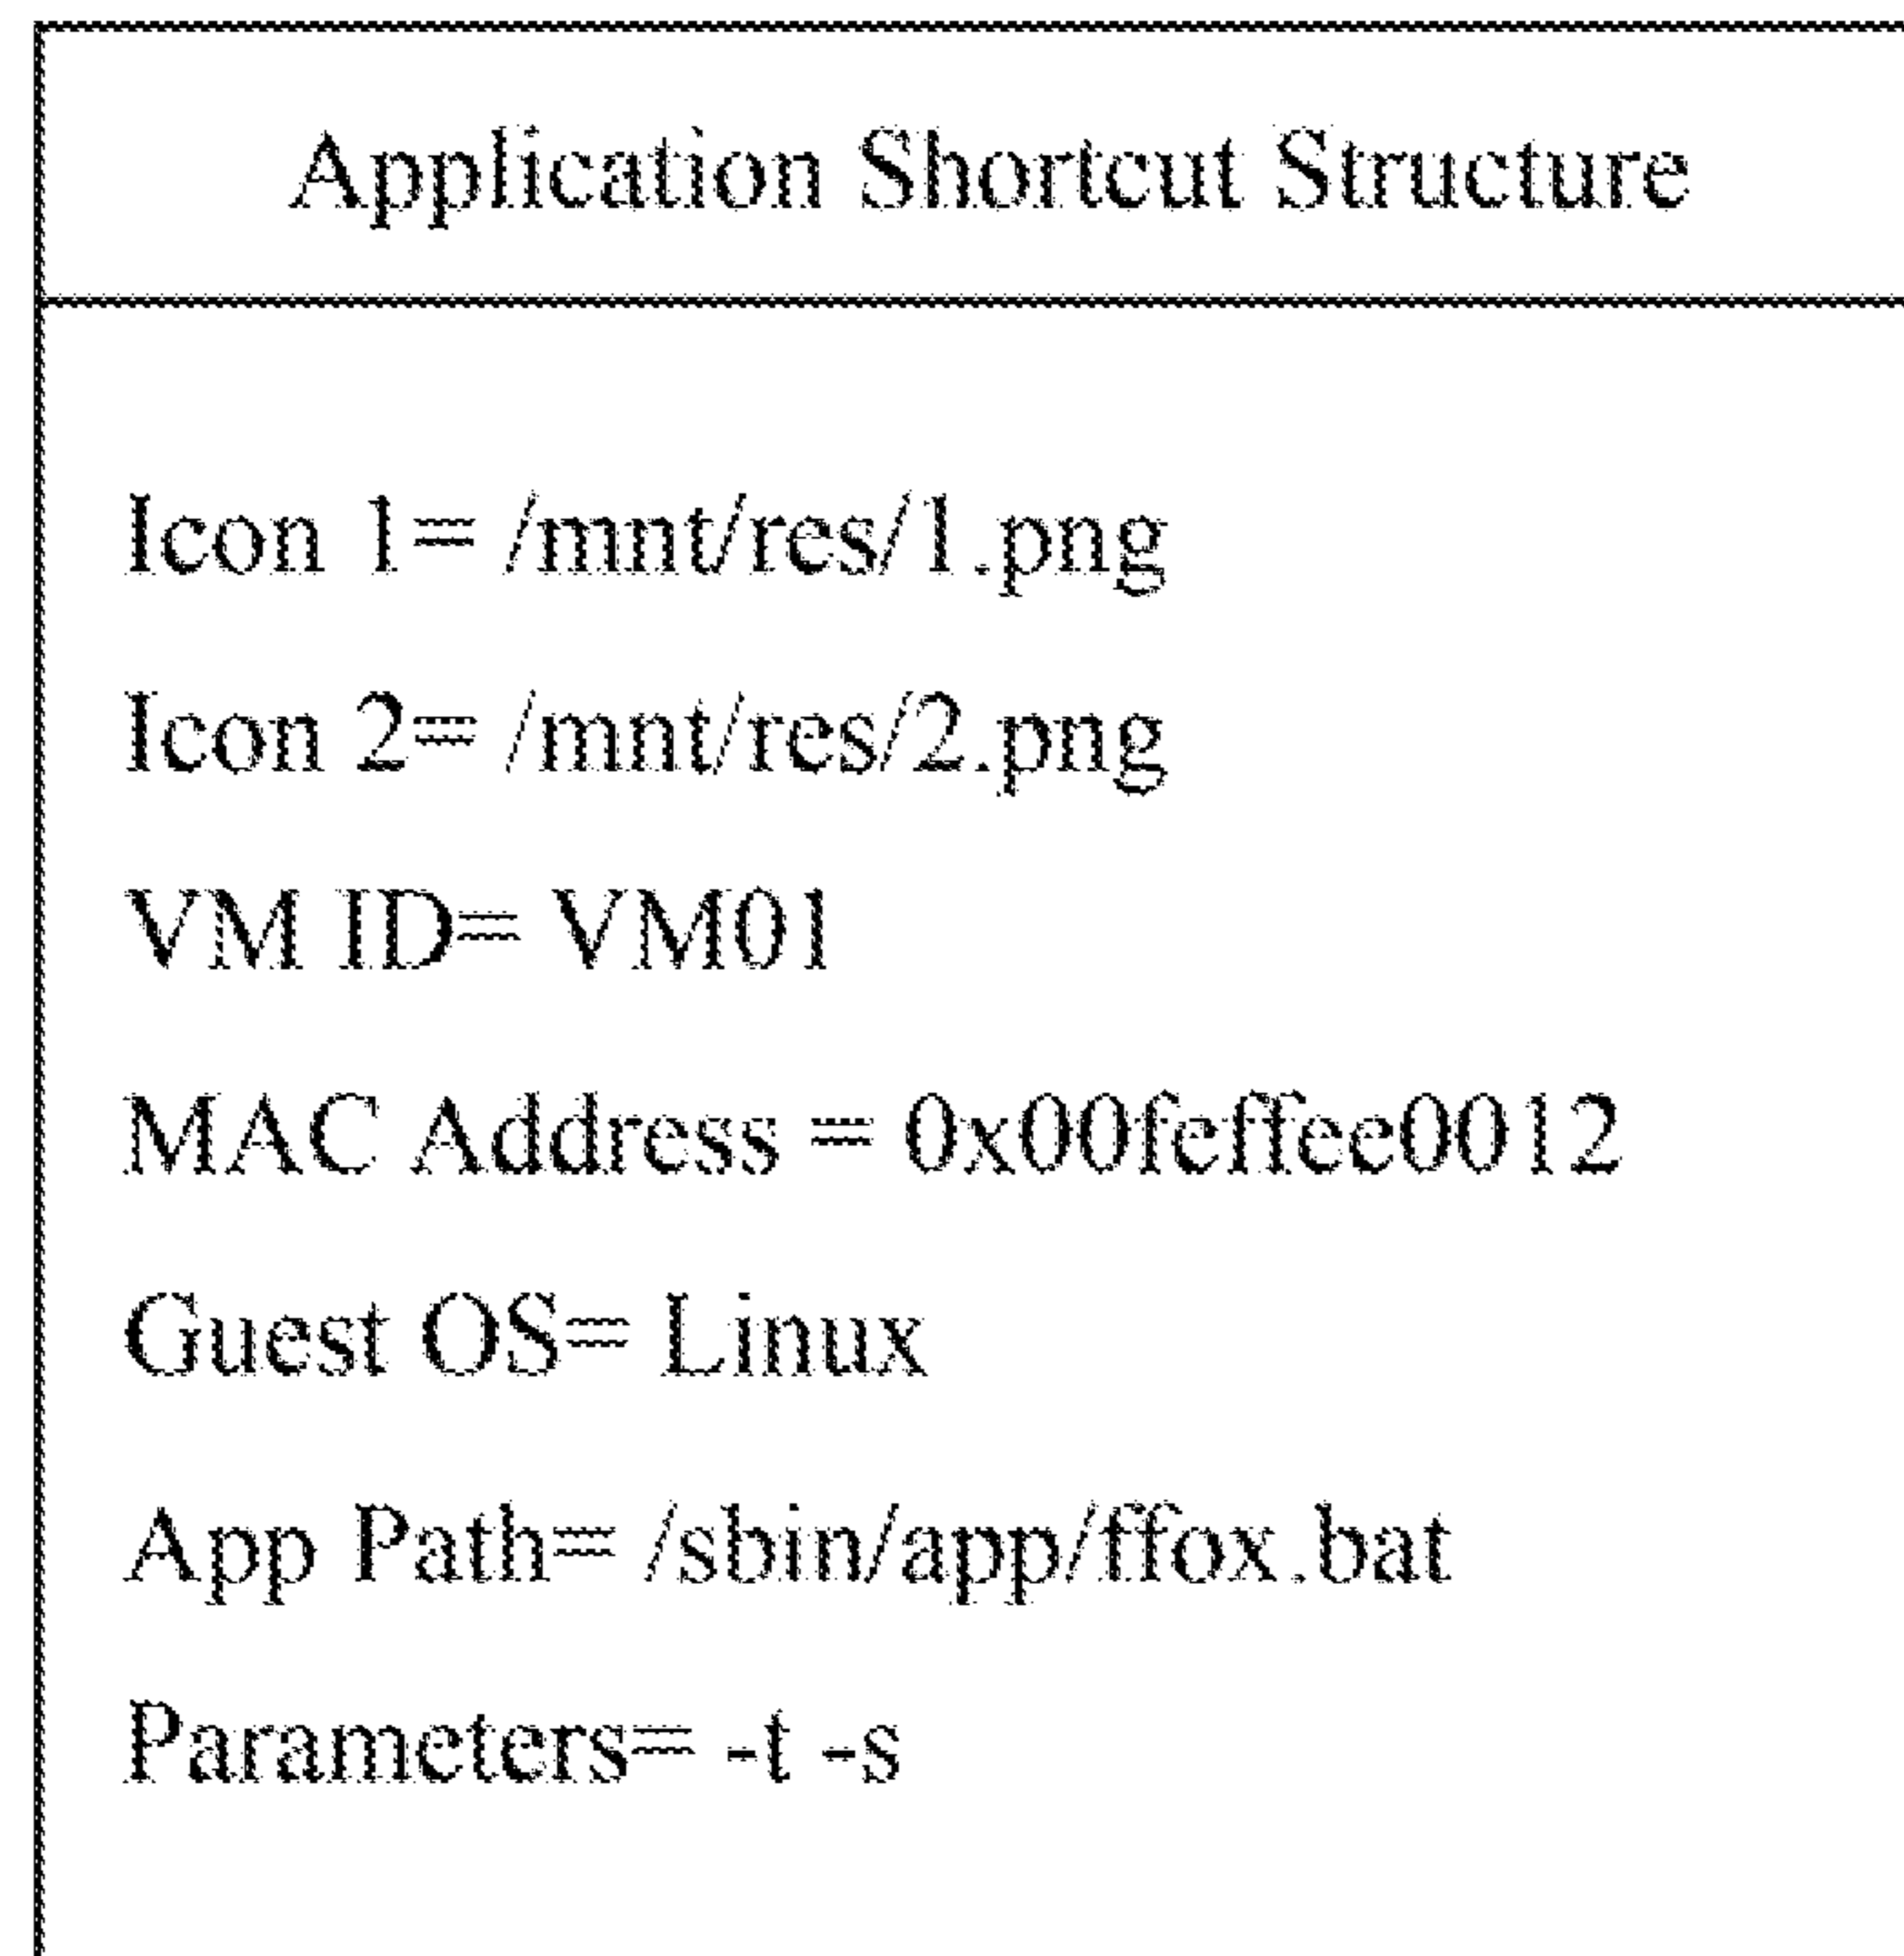 Application Shortcut Structure
Icon 1= /mnt/res/1.png
Icon 2= /mnt/res/2.png
VM ID= VM01
MAC Address = 0x00feffee0012
Guest OS= Linux
App Path= /sbin/app/ffox.bat
Parameters= -t -s